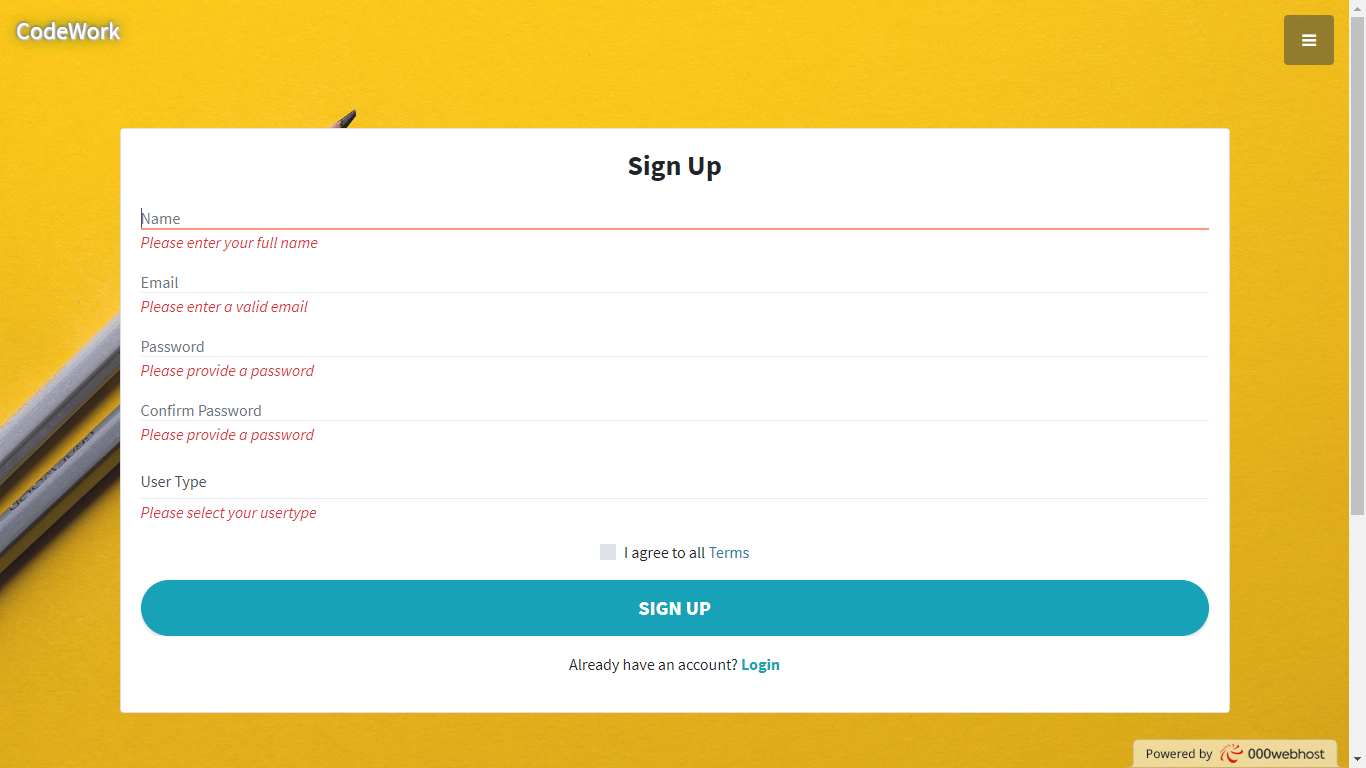 CodeWork
Sign Up
Name
Please enter your full name
Email
Please enter a valid email
Password
Please provide a password
Confirm Password
Please provide a password
User Type
Please select your usertype
I agree to all Terms
SIGN UP
Already have an account? Login
Powered by 000webhost